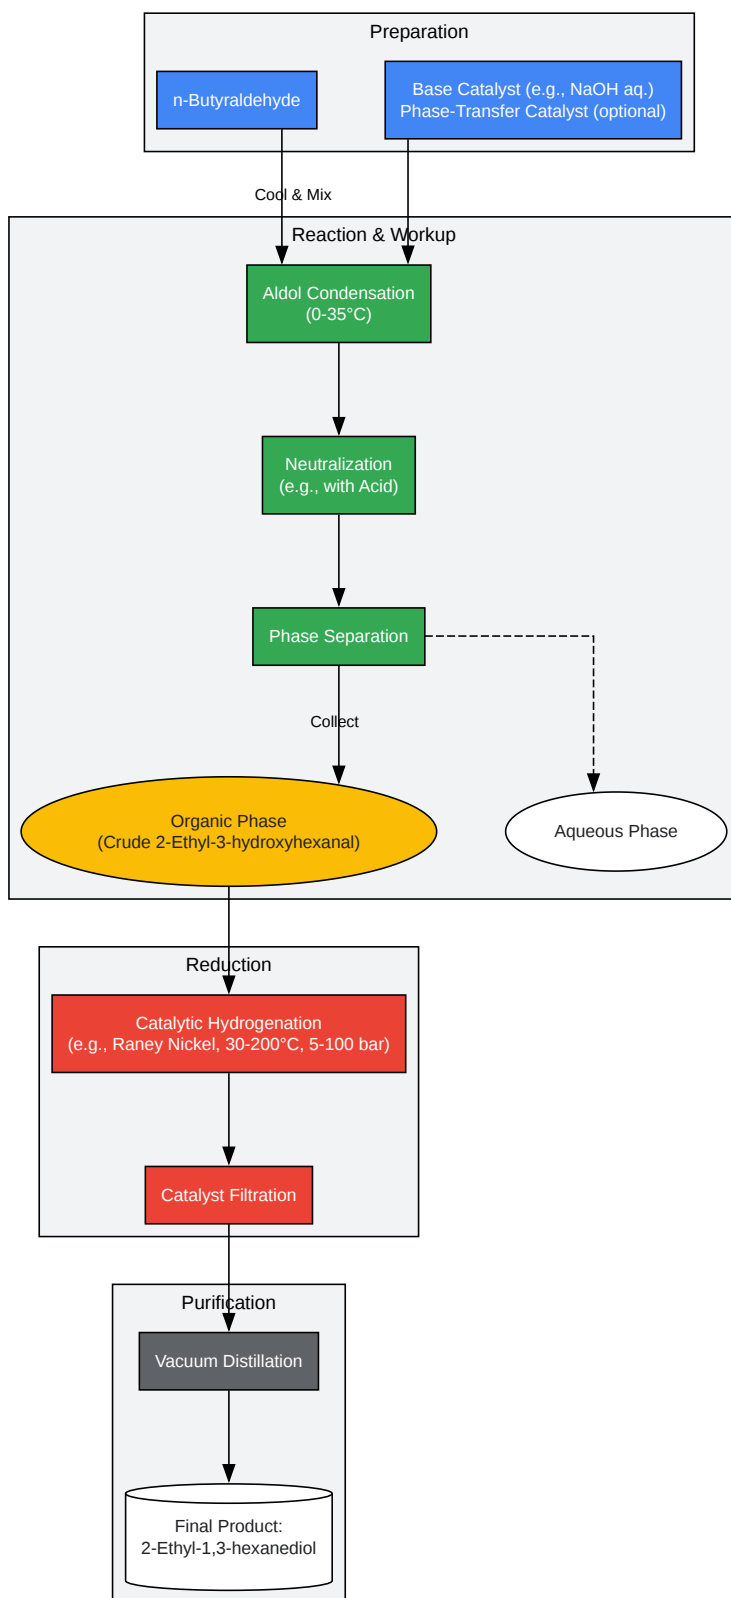 Preparation
n-Butyraldehyde
Base Catalyst (e.g., NaOH aq.)
Phase-Transfer Catalyst (optional)
Cool & Mix
Reaction & Workup
Aldol Condensation
(0-35°C)
Neutralization
(e.g., with Acid)
Phase Separation
Collect
Organic Phase
(Crude 2-Ethyl-3-hydroxyhexanal)
Aqueous Phase
Reduction
Catalytic Hydrogenation
(e.g., Raney Nickel, 30-200°C, 5-100 bar)
Catalyst Filtration
Purification
Vacuum Distillation
Final Product:
2-Ethyl-1,3-hexanediol